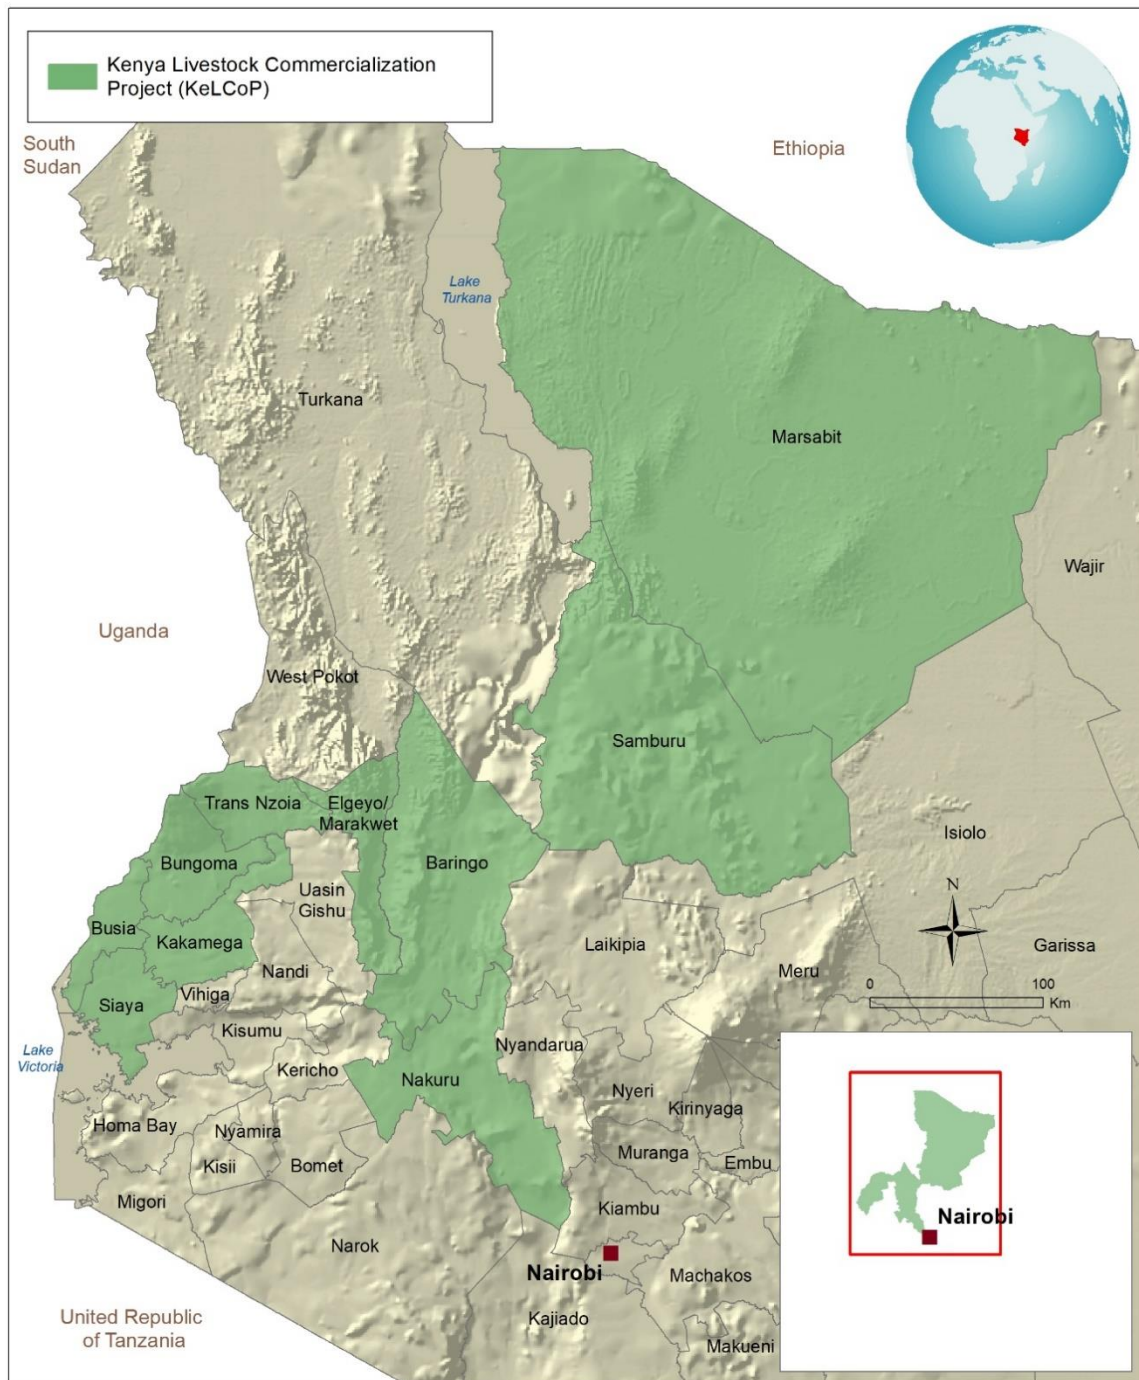 Kenya Livestock Commercialization
Project (KeLCoP)
South
Sudan
Ethiopia
Lake
Turkana
Turkana
Marsabit
Wajir
Uganda
West Pokot
Samburu
Trans Nzoia
Elgeyo/
Marakwet
Isiolo
Bungoma
Baringo
Uasin
Gishu
N
Busia
Kakamega
Laikipia
Garissa
Nandi
Meru
Siaya
Vihiga
0 100
Km
Kisumu
Lake
Victoria
Nyandarua
Kericho
Nakuru
Nyeri
Kirinyaga
Homa Bay
Nyamira
Muranga
Kisii
Bomet
Embu
Migori
Kiambu
Nairobi
Narok
Nairobi
Machakos
United Republic
of Tanzania
Kajiado
Makueni